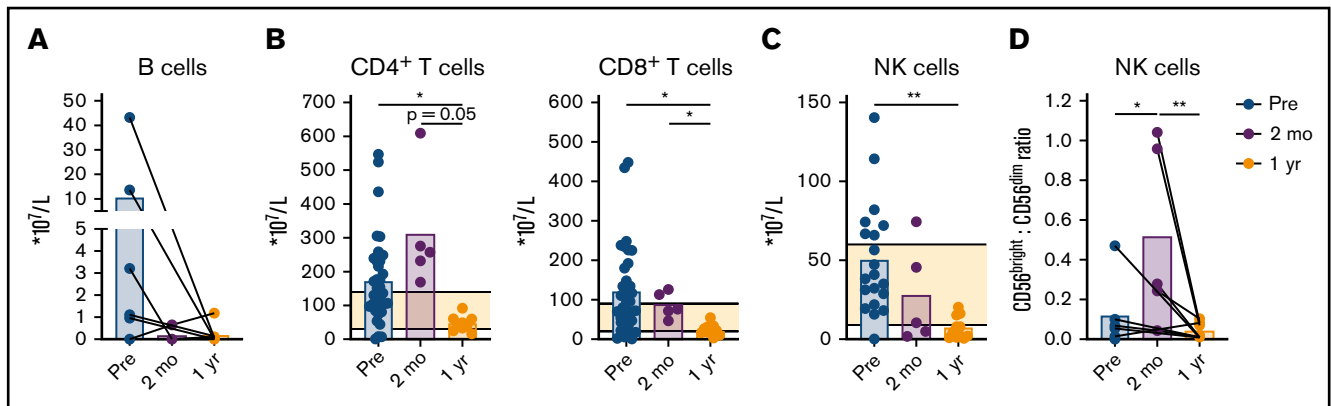 A
B cells
*10⁷/L
50
40
30
20
10
5
4
3
2
1
0
Pre
2 mo
1 yr
B
CD4⁺ T cells
*10⁷/L
700
600
500
400
300
200
100
0
*
p = 0.05
Pre
2 mo
1 yr
CD8⁺ T cells
*10⁷/L
600
500
400
300
200
100
0
*
*
Pre
2 mo
1 yr
C
NK cells
*10⁷/L
150
100
50
0
**
Pre
2 mo
1 yr
D
NK cells
CD56ᵇʳⁱᵍʰᵗ : CD56ᵈⁱᵐ ratio
1.2
1.0
0.8
0.6
0.4
0.2
0.0
*
**
Pre
2 mo
1 yr
Pre
2 mo
1 yr